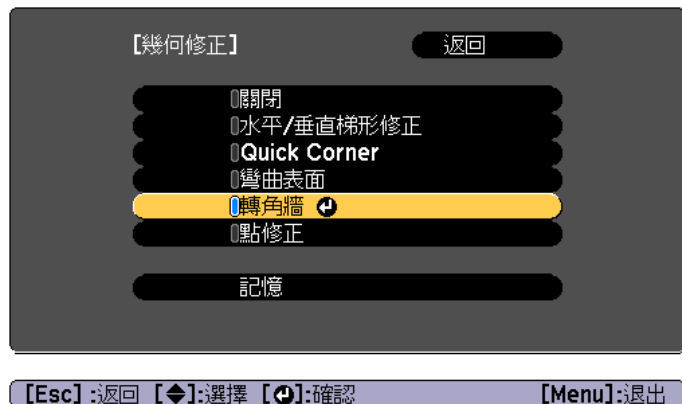 [幾何修正] 返回
關閉
水平/垂直梯形修正
Quick Corner
彎曲表面
轉角牆
點修正
記憶
[Esc] :返回 [◆]:選擇 [↵]:確認 [Menu]:退出